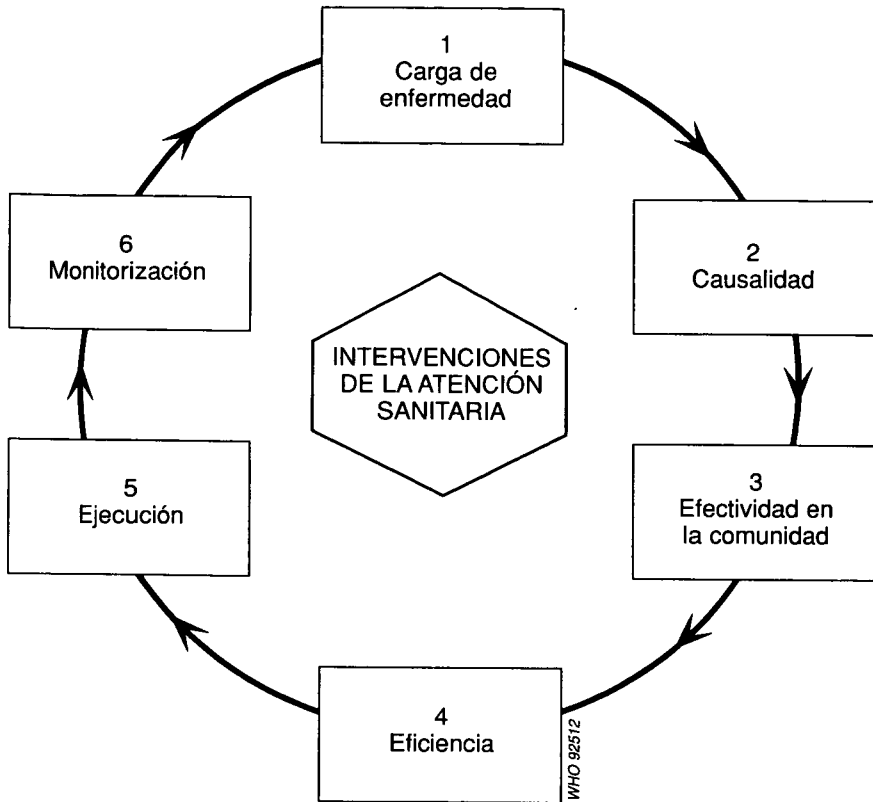 1
Carga de
enfermedad
2
Causalidad
3
Efectividad en
la comunidad
4
Eficiencia
5
Ejecución
6
Monitorización
INTERVENCIONES
DE LA ATENCIÓN
SANITARIA
WHO 92512